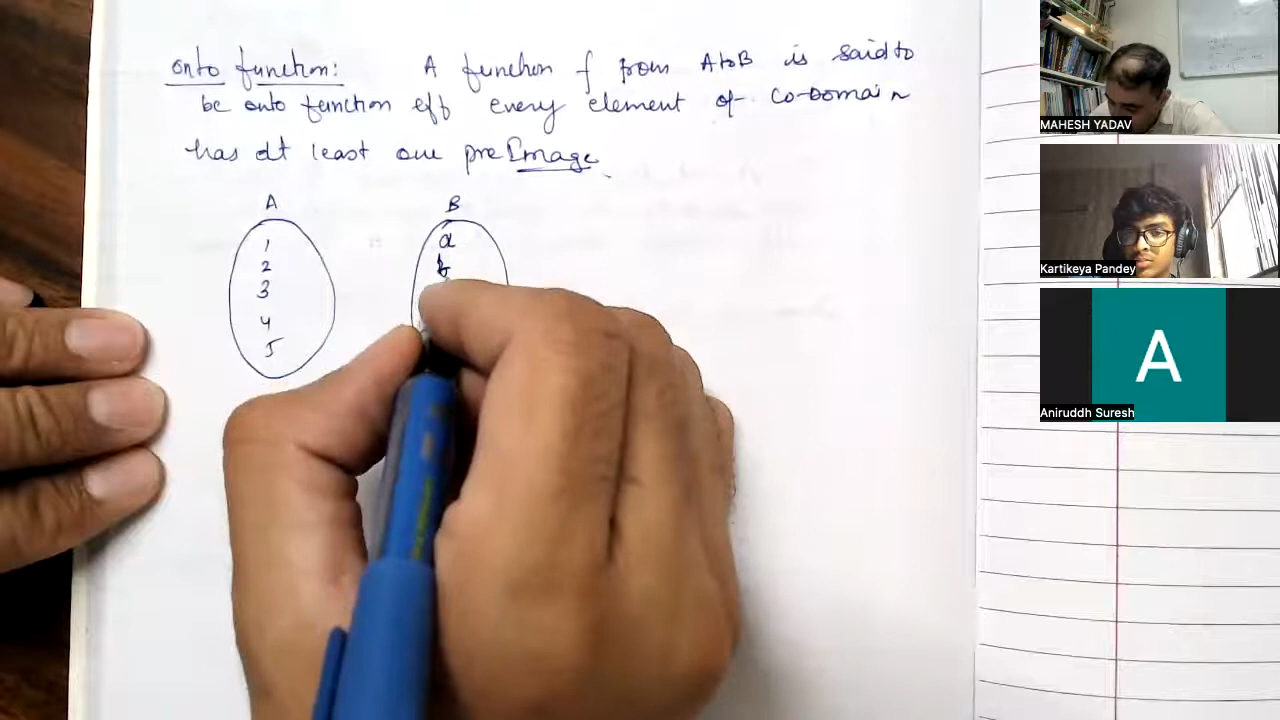 onto function: A function f from A to B is said to
be onto function eff every element of co-Domain
has at least one preImage
A B
1 a
2 b
3
4
5
MAHESH YADAV
Kartikeya Pandey
A
Aniruddh Suresh